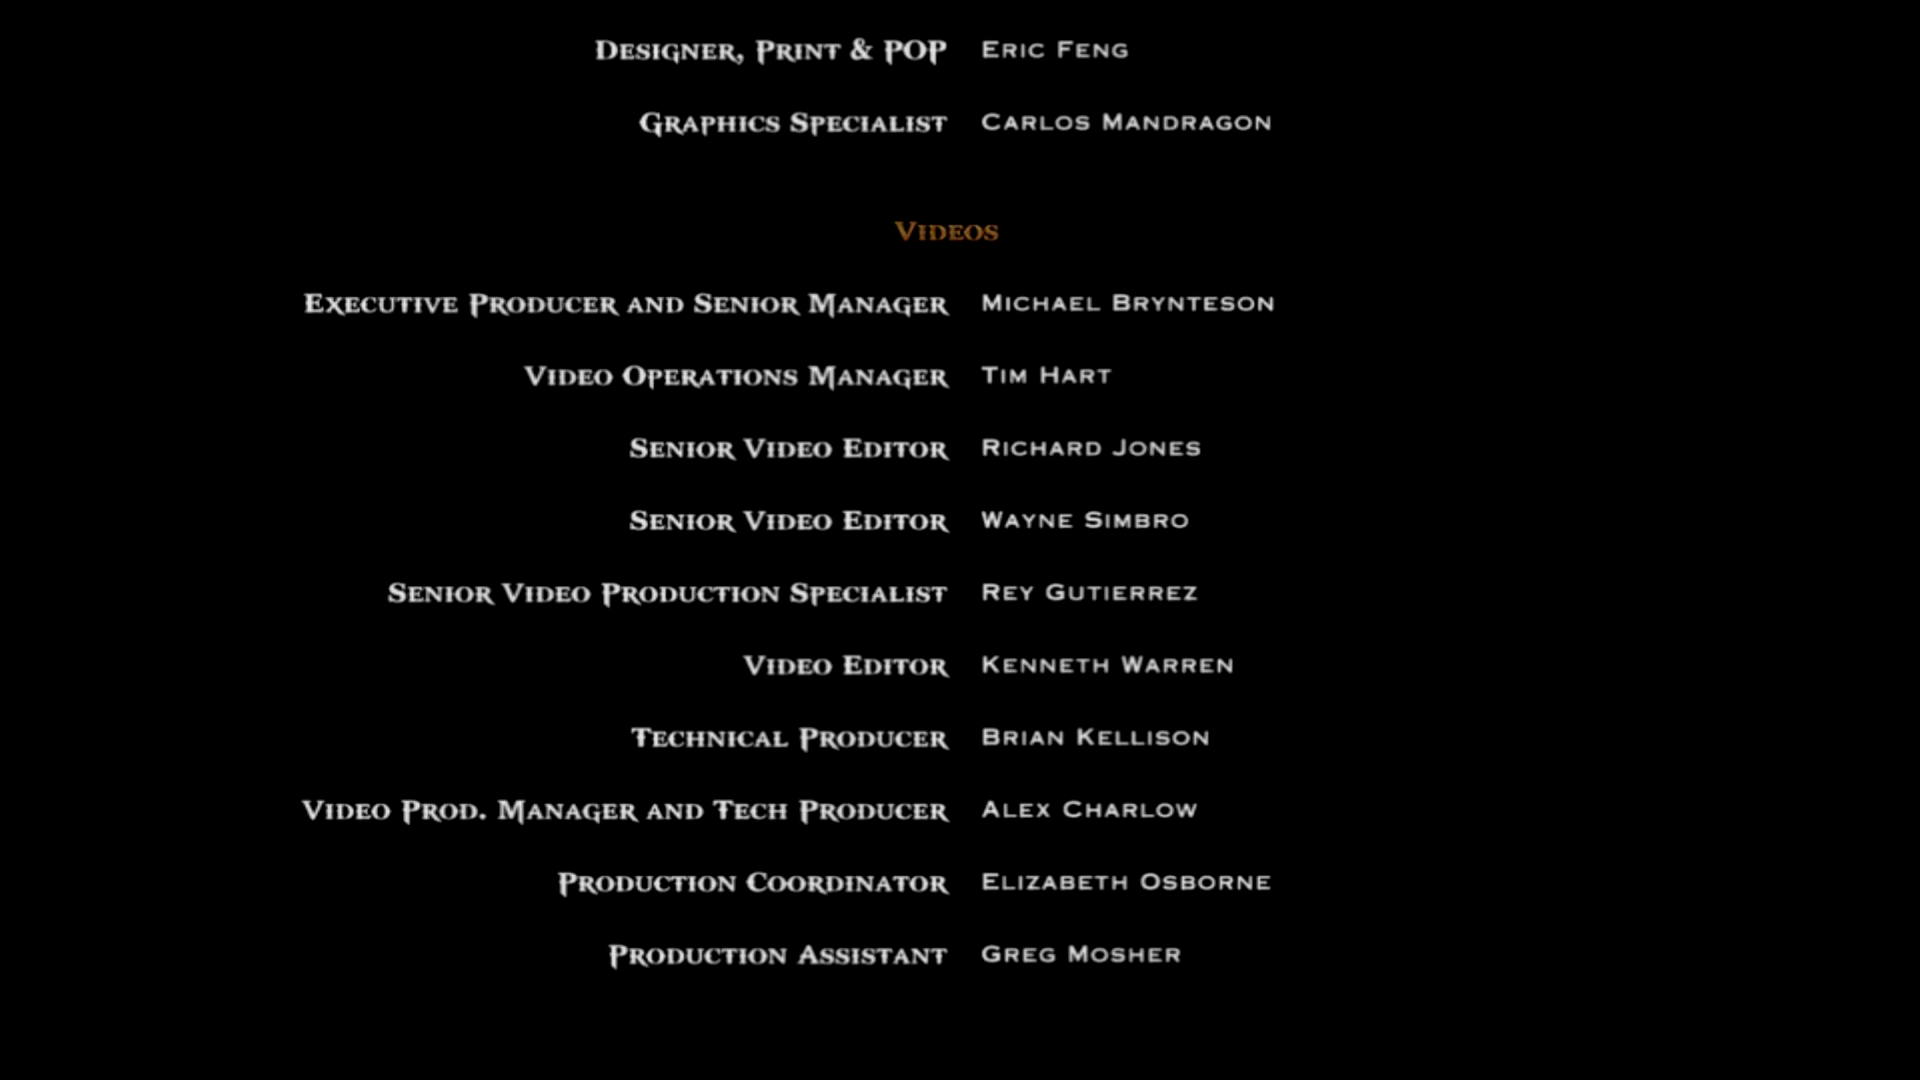 Designer, Print & POP Eric Feng
Graphics Specialist Carlos Mandragon
Videos
Executive Producer and Senior Manager Michael Brynteson
Video Operations Manager Tim Hart
Senior Video Editor Richard Jones
Senior Video Editor Wayne Simbro
Senior Video Production Specialist Rey Gutierrez
Video Editor Kenneth Warren
Technical Producer Brian Kellison
Video Prod. Manager and Tech Producer Alex Charlow
Production Coordinator Elizabeth Osborne
Production Assistant Greg Mosher